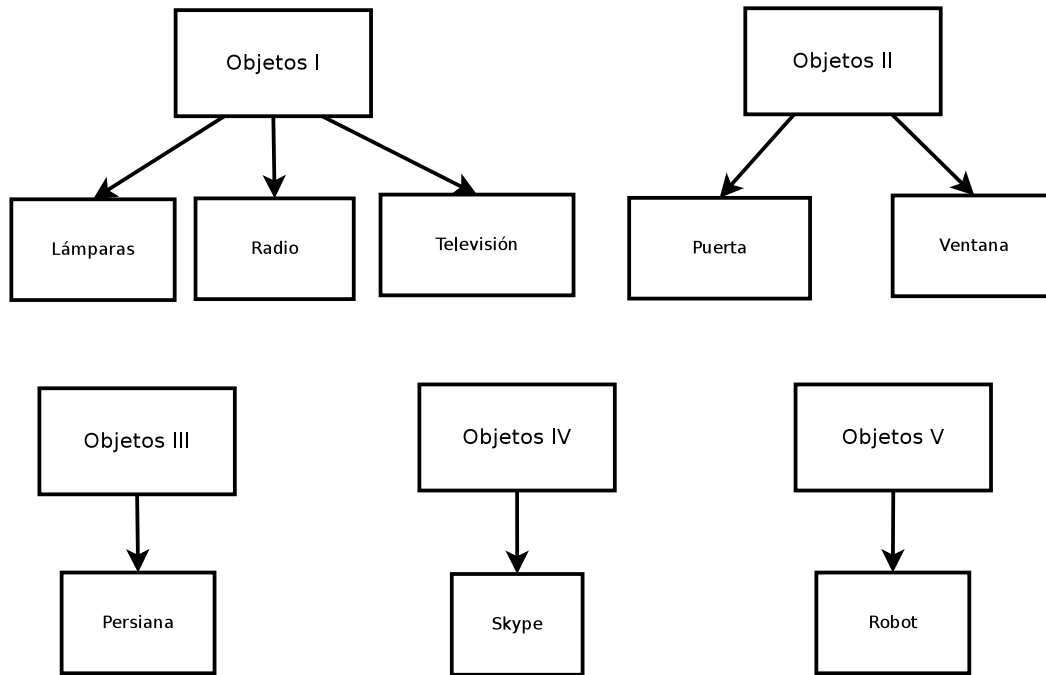 Objetos I
Objetos II
Lámparas
Radio
Televisión
Puerta
Ventana
Objetos III
Objetos IV
Objetos V
Persiana
Skype
Robot